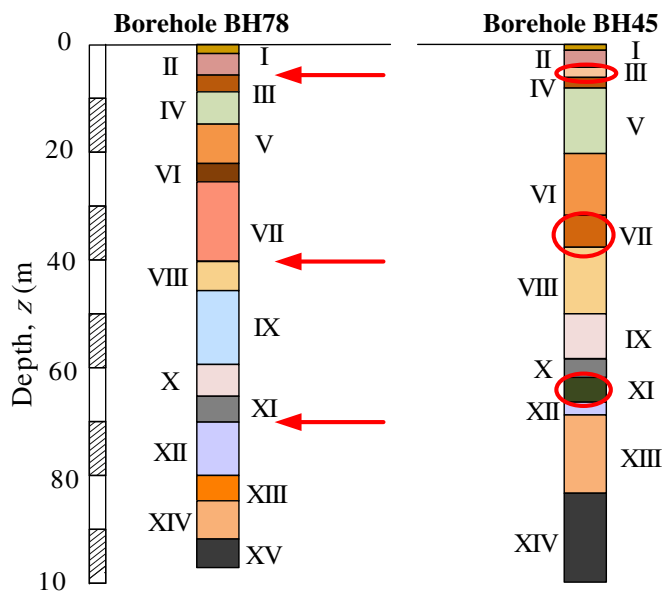 Borehole BH78
Borehole BH45
Depth, z (m
0
20
40
60
80
10
I
II
III
IV
V
VI
VII
VIII
IX
X
XI
XII
XIII
XIV
XV
I
II
III
IV
V
VI
VII
VIII
IX
X
XI
XII
XIII
XIV